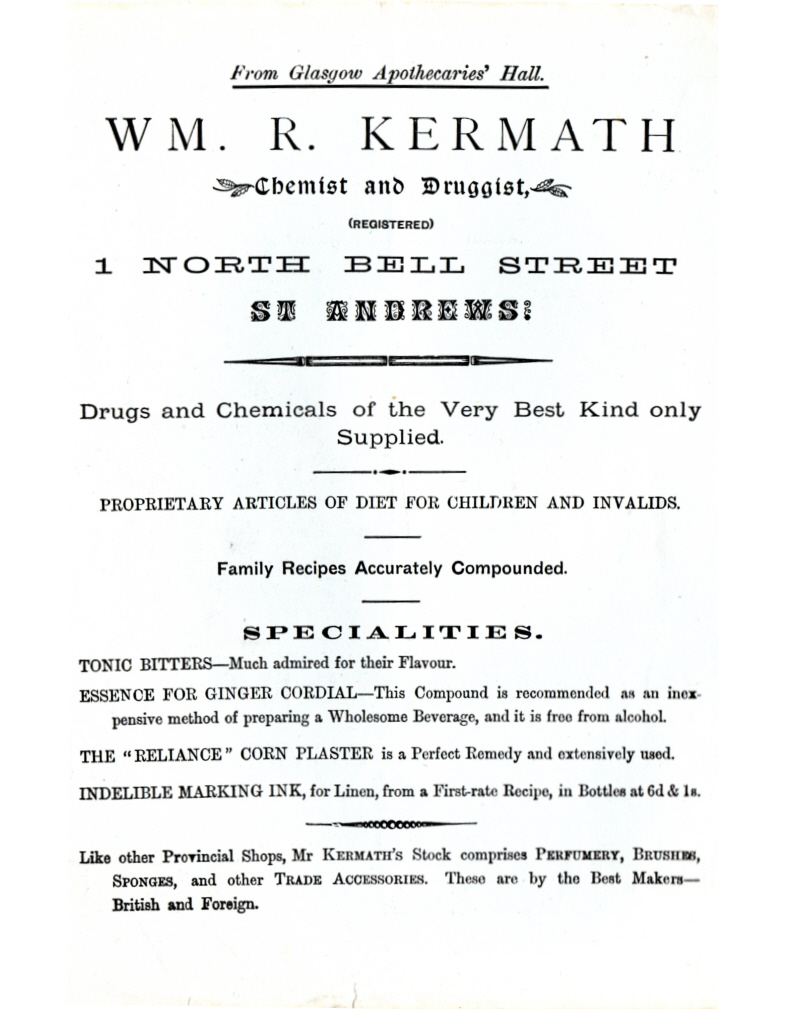 From Glasgow Apothecaries' Hall.
WM. R. KERMATH
Chemist and Druggist,
(REGISTERED)
1 NORTH BELL STREET
ST ANDREWS:
Drugs and Chemicals of the Very Best Kind only
Supplied.
PROPRIETARY ARTICLES OF DIET FOR CHILDREN AND INVALIDS.
Family Recipes Accurately Compounded.
SPECIALITIES.
TONIC BITTERS—Much admired for their Flavour.
ESSENCE FOR GINGER CORDIAL—This Compound is recommended as an inex-
pensive method of preparing a Wholesome Beverage, and it is free from alcohol.
THE "RELIANCE" CORN PLASTER is a Perfect Remedy and extensively used.
INDELIBLE MARKING INK, for Linen, from a First-rate Recipe, in Bottles at 6d & 1s.
Like other Provincial Shops, Mr KERMATH'S Stock comprises PERFUMERY, BRUSHES,
SPONGES, and other TRADE ACCESSORIES. These are by the Best Makers—
British and Foreign.